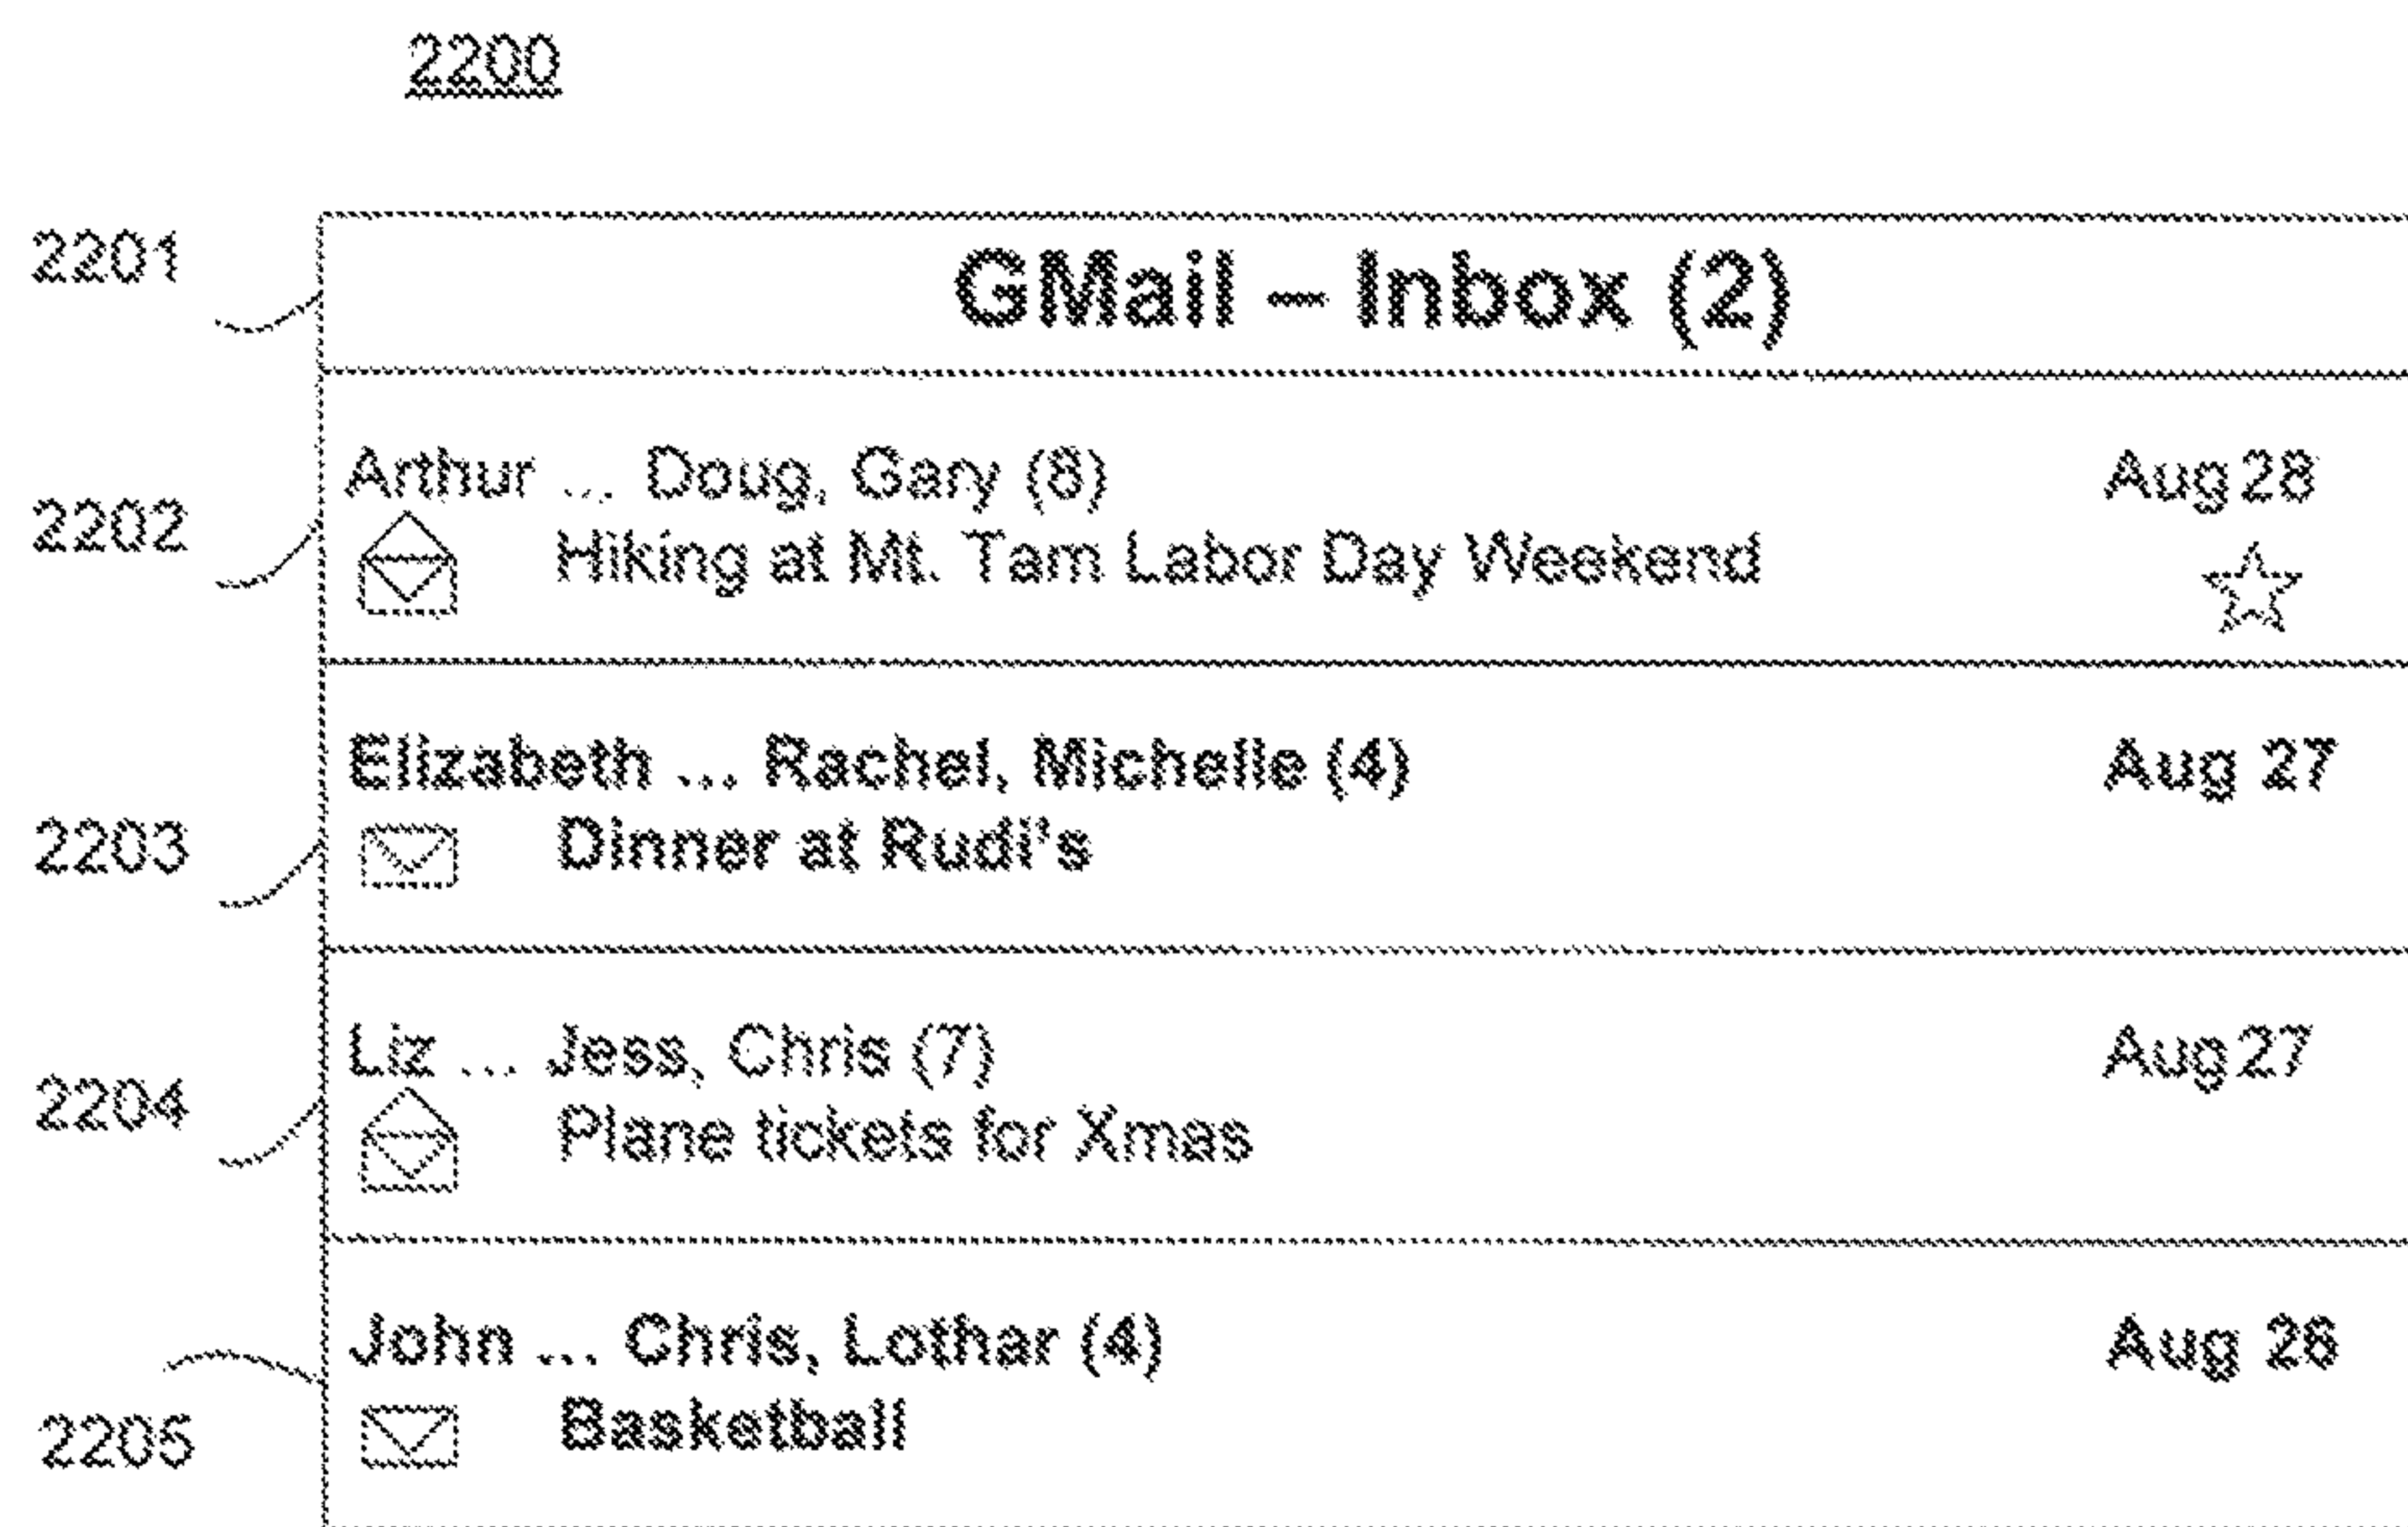 2200
2201
GMail – Inbox (2)
2202
Arthur ... Doug, Gary (8) Aug 28
Hiking at Mt. Tam Labor Day Weekend
2203
Elizabeth ... Rachel, Michelle (4) Aug 27
Dinner at Rudi's
2204
Liz ... Jess, Chris (7) Aug 27
Plane tickets for Xmas
2205
John ... Chris, Lothar (4) Aug 26
Basketball